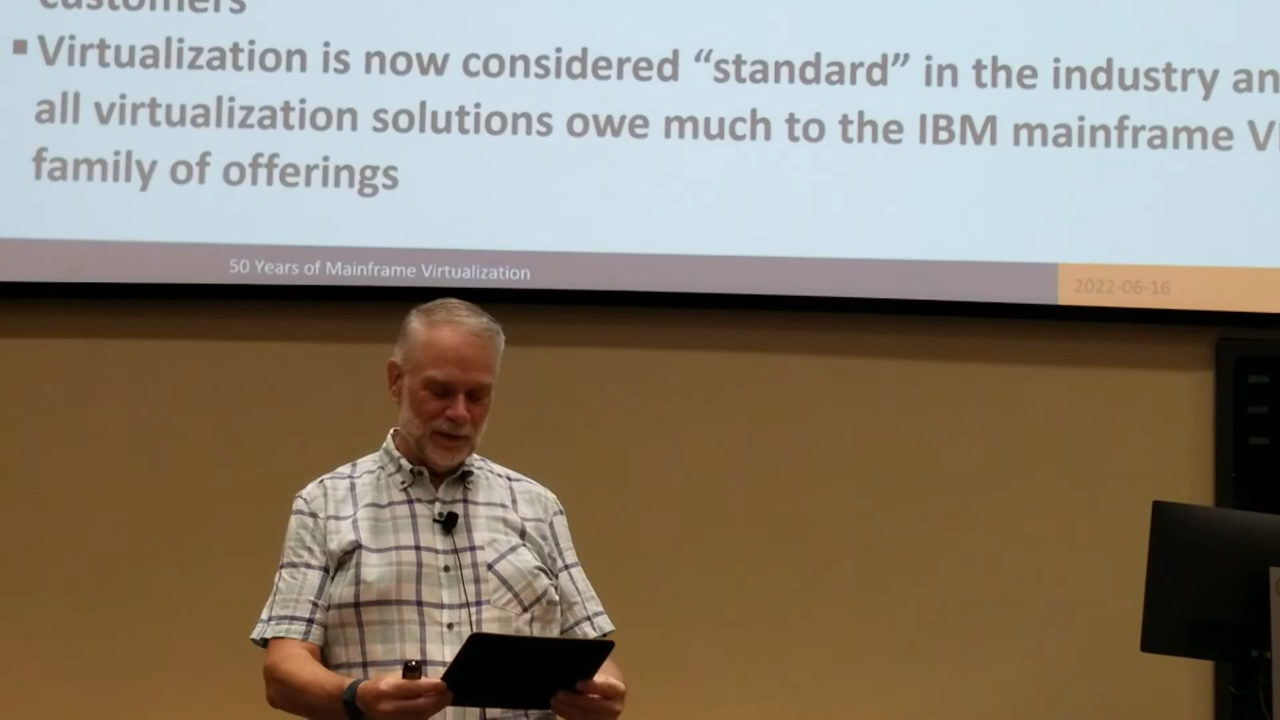 customers
▪ Virtualization is now considered “standard” in the industry an
all virtualization solutions owe much to the IBM mainframe V
family of offerings
50 Years of Mainframe Virtualization
2022-06-16